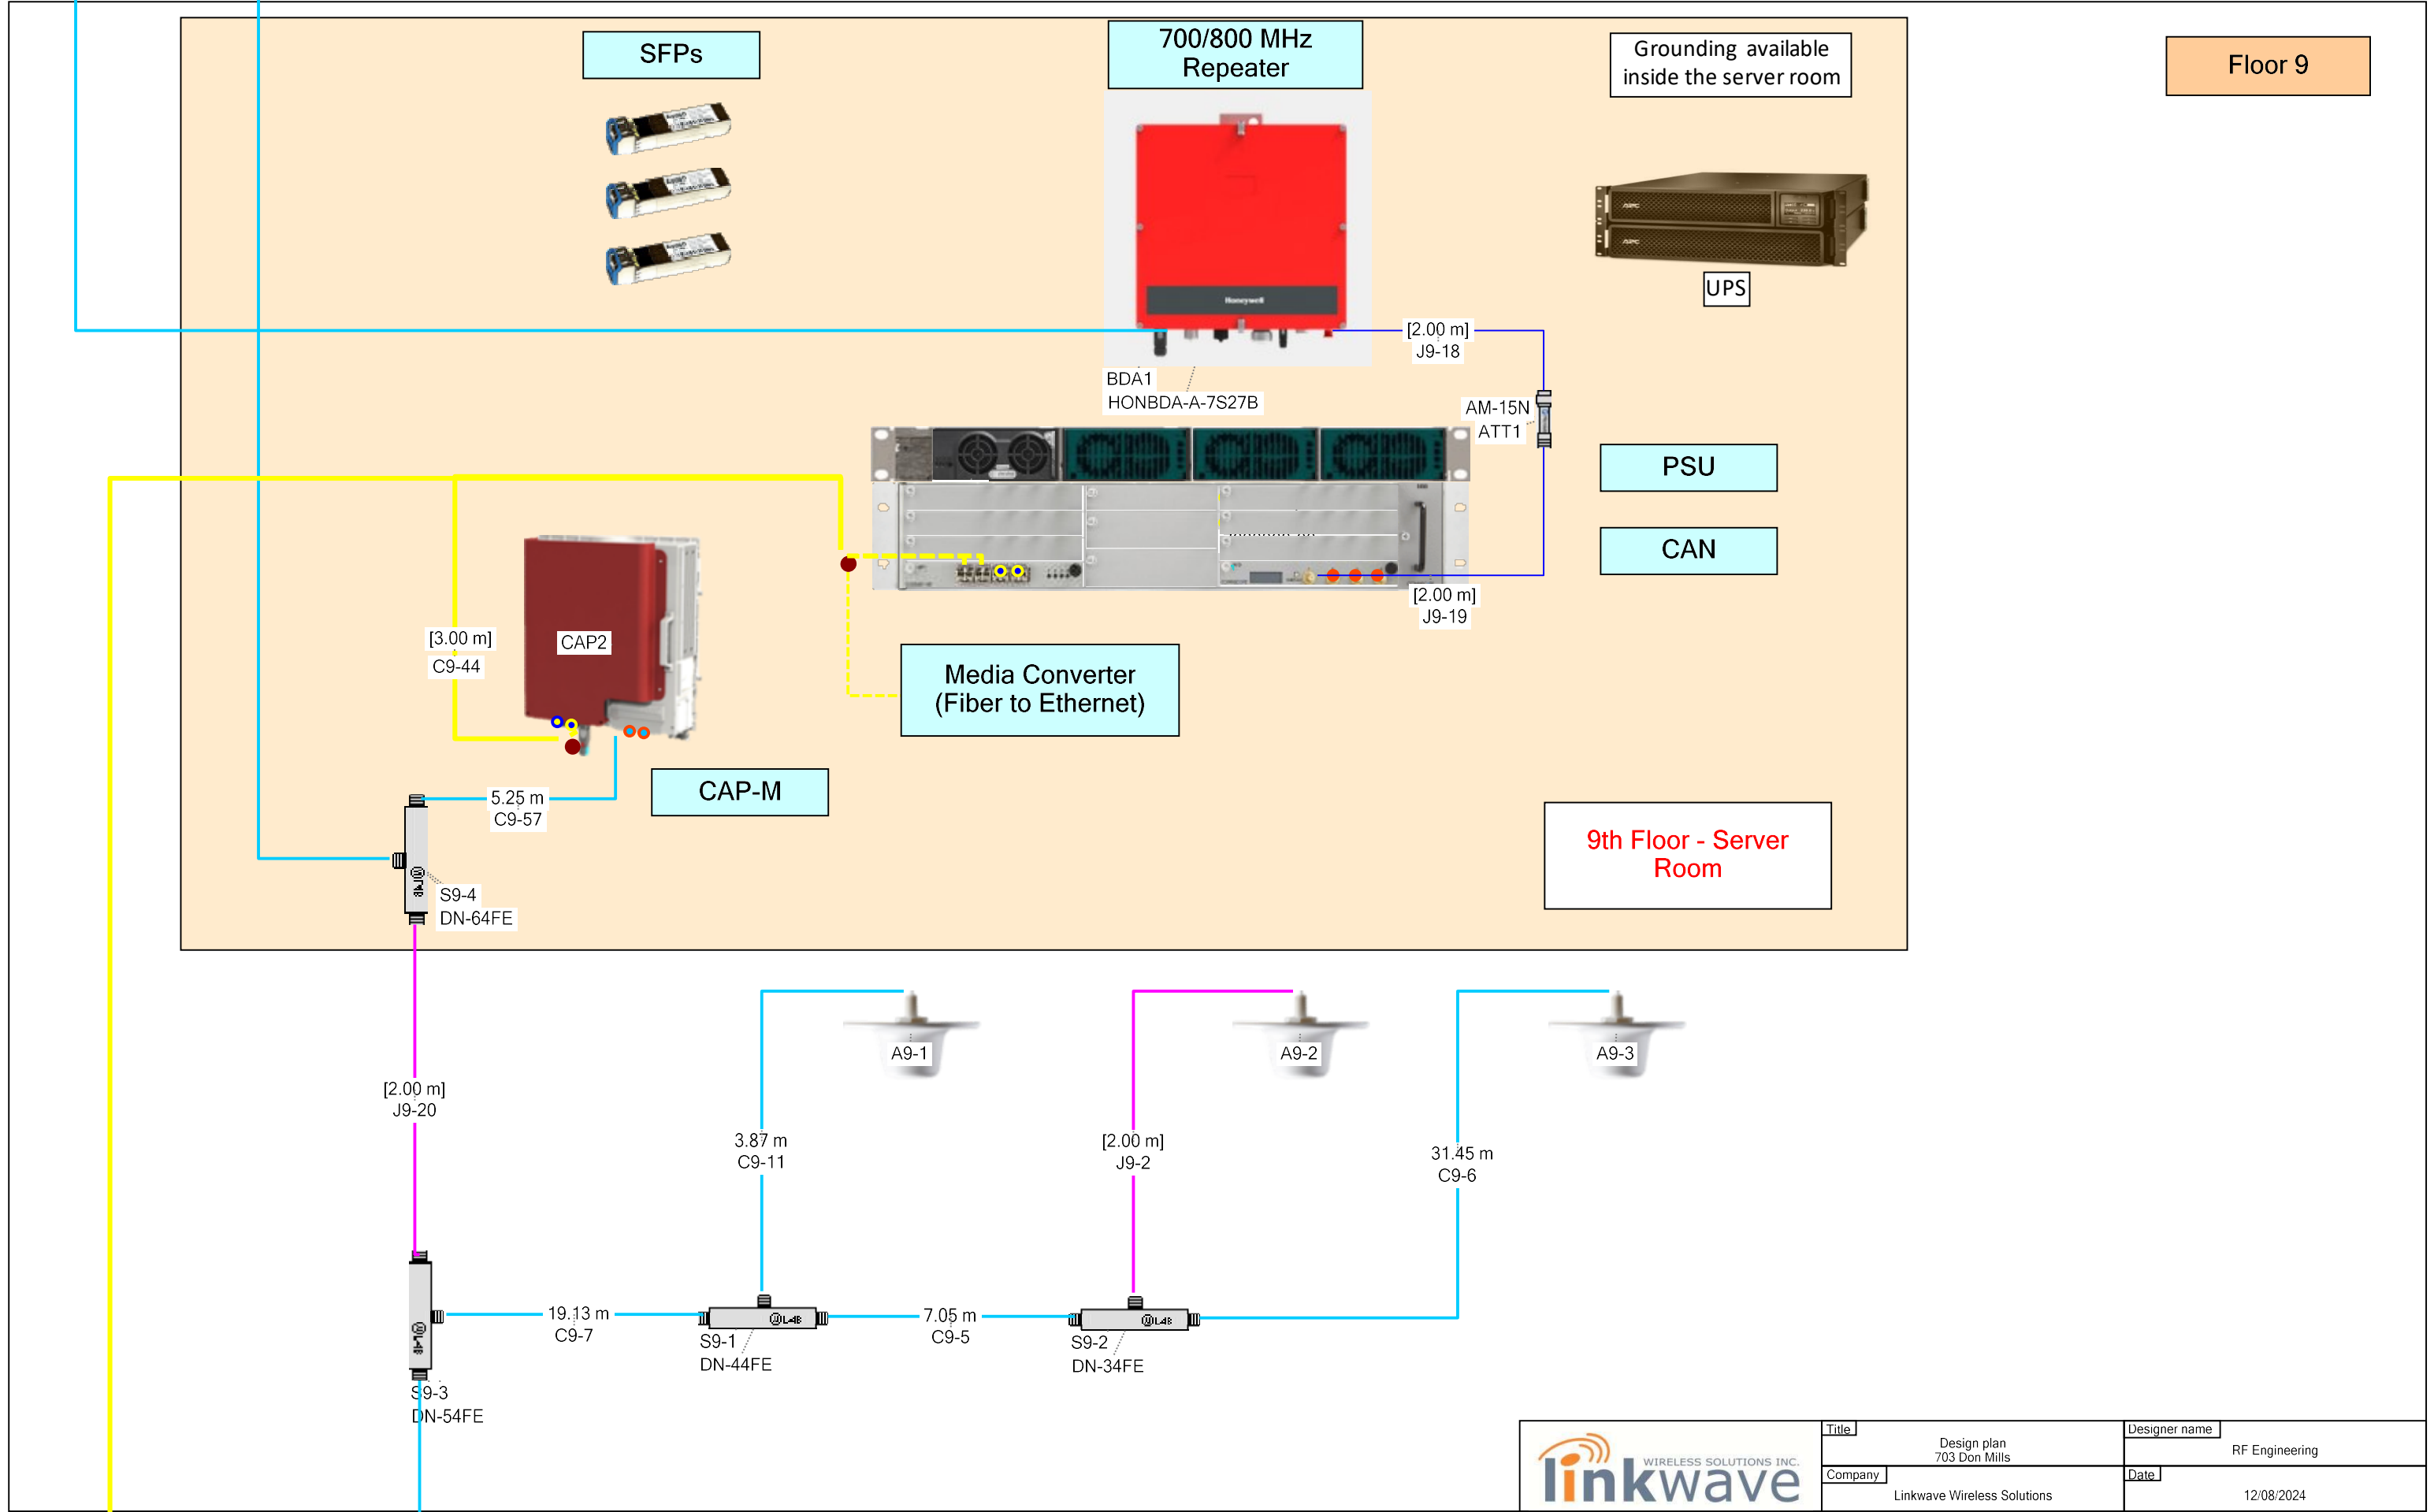 SFPs
700/800 MHz
Repeater
Grounding available
inside the server room
Floor 9
Honeywell
APC
APC
UPS
[2.00 m]
J9-18
BDA1
HONBDA-A-7S27B
AM-15N
ATT1
PSU
CAN
[2.00 m]
J9-19
[3.00 m]
C9-44
CAP2
Media Converter
(Fiber to Ethernet)
5.25 m
C9-57
CAP-M
9th Floor - Server
Room
S9-4
DN-64FE
A9-1
A9-2
A9-3
[2.00 m]
J9-20
3.87 m
C9-11
[2.00 m]
J9-2
31.45 m
C9-6
19.13 m
C9-7
7.05 m
C9-5
S9-1
DN-44FE
S9-2
DN-34FE
S9-3
DN-54FE
WIRELESS SOLUTIONS INC.
linkwave
Title
Design plan
703 Don Mills
Designer name
RF Engineering
Company
Linkwave Wireless Solutions
Date
12/08/2024